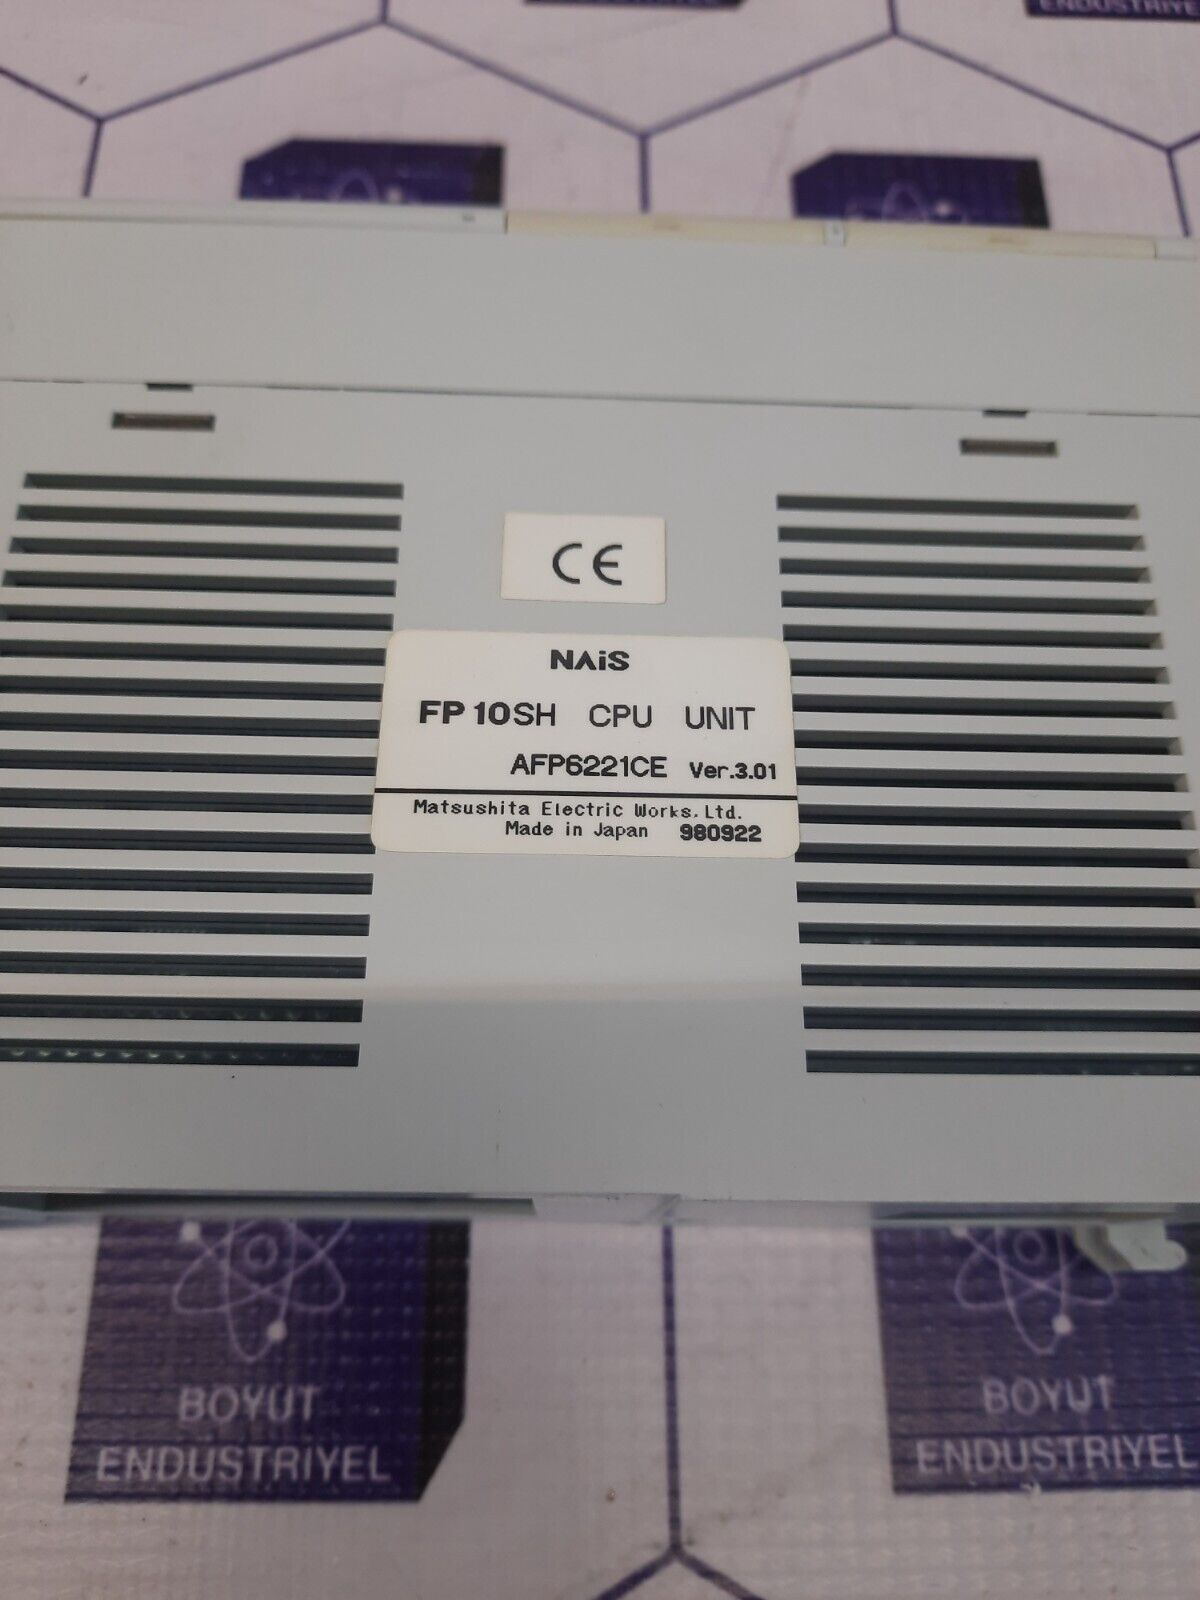 ENDUSTRIYEL
CE
NAiS
FP10SH CPU UNIT
AFP6221CE Ver.3.01
Matsushita Electric Works, Ltd.
Made in Japan 980922
BOYUT
ENDUSTRIYEL
BOYUT
ENDUSTRIYEL